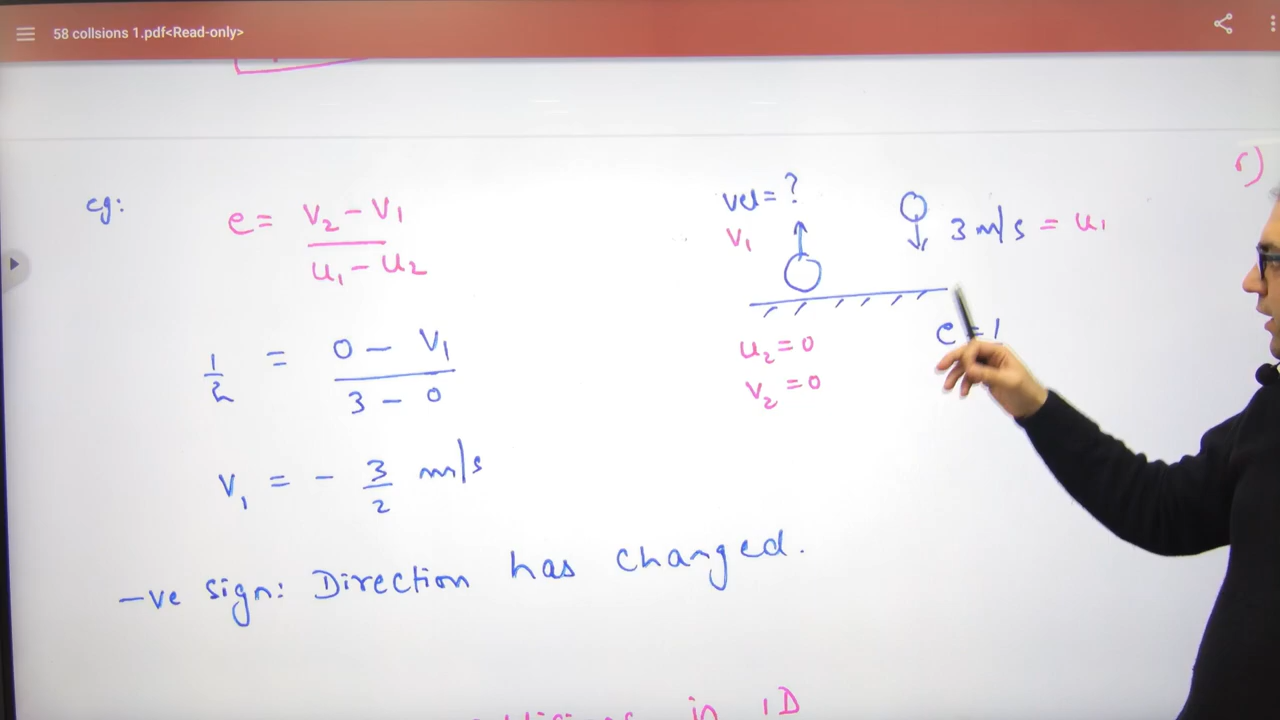 58 collsions 1.pdf<Read-only>
eg:
e = v₂ - v₁ / u₁ - u₂
1/2 = 0 - v₁ / 3 - 0
v₁ = - 3/2 m/s
-ve sign: Direction has changed.
vel = ?
v₁
3 m/s = u₁
u₂ = 0
v₂ = 0
e = 1
in 1D